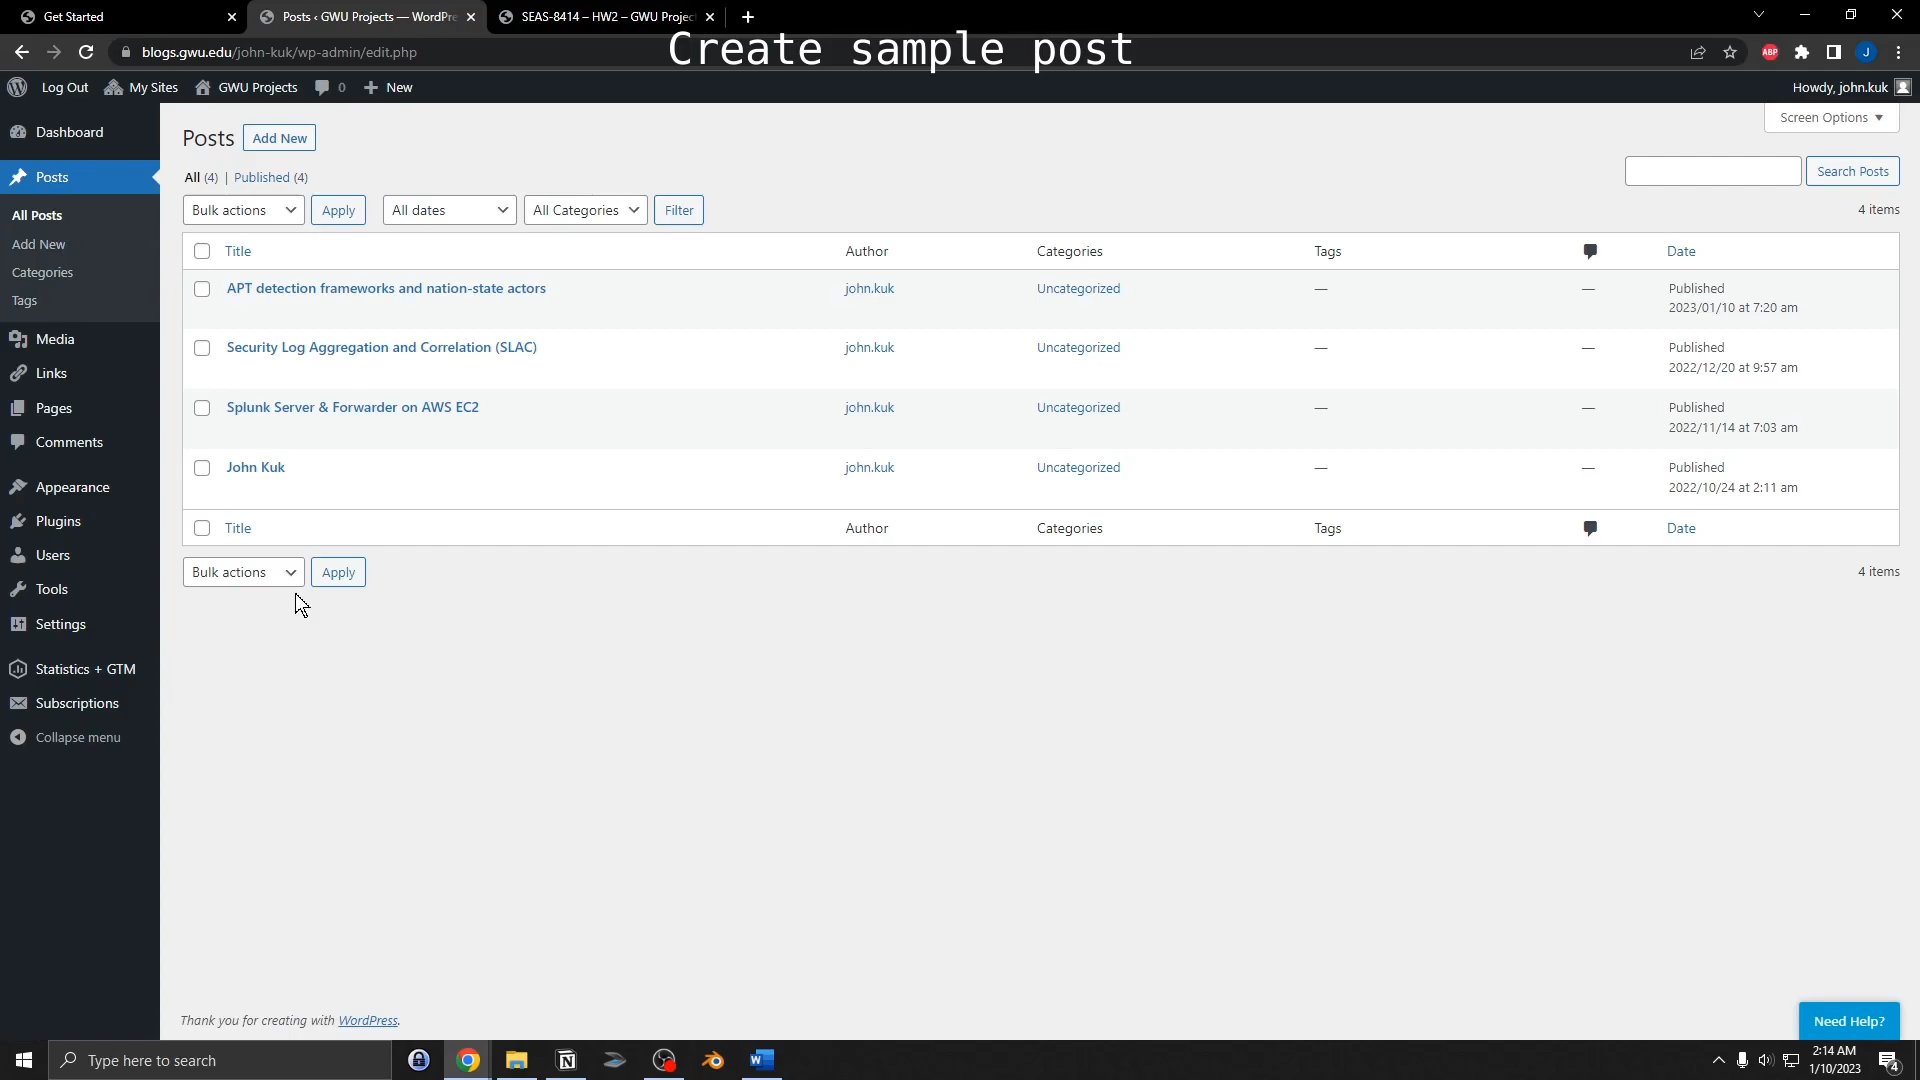 Get Started
Posts ‹ GWU Projects — WordPre
SEAS-8414 – HW2 – GWU Projec
blogs.gwu.edu/john-kuk/wp-admin/edit.php
Create sample post
ABP
J
Log Out
My Sites
GWU Projects
0
+ New
Howdy, john.kuk
Dashboard
Posts
All Posts
Add New
Categories
Tags
Media
Links
Pages
Comments
Appearance
Plugins
Users
Tools
Settings
Statistics + GTM
Subscriptions
Collapse menu
Posts
Add New
Screen Options
All (4) | Published (4)
Search Posts
Bulk actions
Apply
All dates
All Categories
Filter
4 items
Title Author Categories Tags Date
APT detection frameworks and nation-state actors john.kuk Uncategorized — — Published
2023/01/10 at 7:20 am
Security Log Aggregation and Correlation (SLAC) john.kuk Uncategorized — — Published
2022/12/20 at 9:57 am
Splunk Server & Forwarder on AWS EC2 john.kuk Uncategorized — — Published
2022/11/14 at 7:03 am
John Kuk john.kuk Uncategorized — — Published
2022/10/24 at 2:11 am
Title Author Categories Tags Date
Bulk actions
Apply
4 items
Thank you for creating with WordPress.
Need Help?
Type here to search
2:14 AM
1/10/2023
4